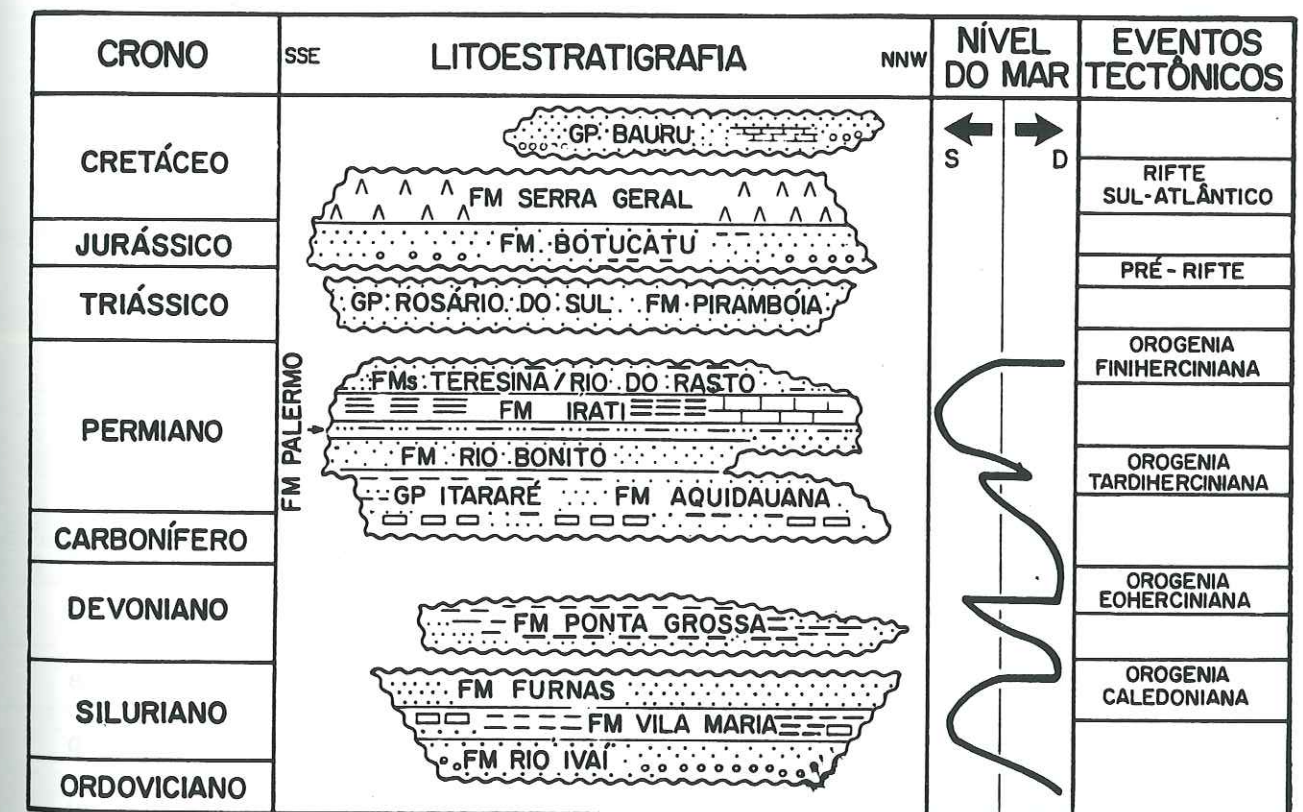 CRONO
SSE
LITOESTRATIGRAFIA
NNW
NÍVEL
DO MAR
EVENTOS
TECTÔNICOS
CRETÁCEO
JURÁSSICO
TRIÁSSICO
PERMIANO
CARBONÍFERO
DEVONIANO
SILURIANO
ORDOVICIANO
GP BAURU
FM SERRA GERAL
FM BOTUCATU
GP ROSÁRIO DO SUL FM PIRAMBÓIA
FMs TERESINA/RIO DO RASTO
FM IRATI
FM PALERMO
FM RIO BONITO
GP ITARARÉ FM AQUIDAUANA
FM PONTA GROSSA
FM FURNAS
FM VILA MARIA
FM RIO IVAÍ
S
D
RIFTE
SUL-ATLÂNTICO
PRÉ-RIFTE
OROGENIA
FINIHERCINIANA
OROGENIA
TARDIHERCINIANA
OROGENIA
EOHERCINIANA
OROGENIA
CALEDONIANA